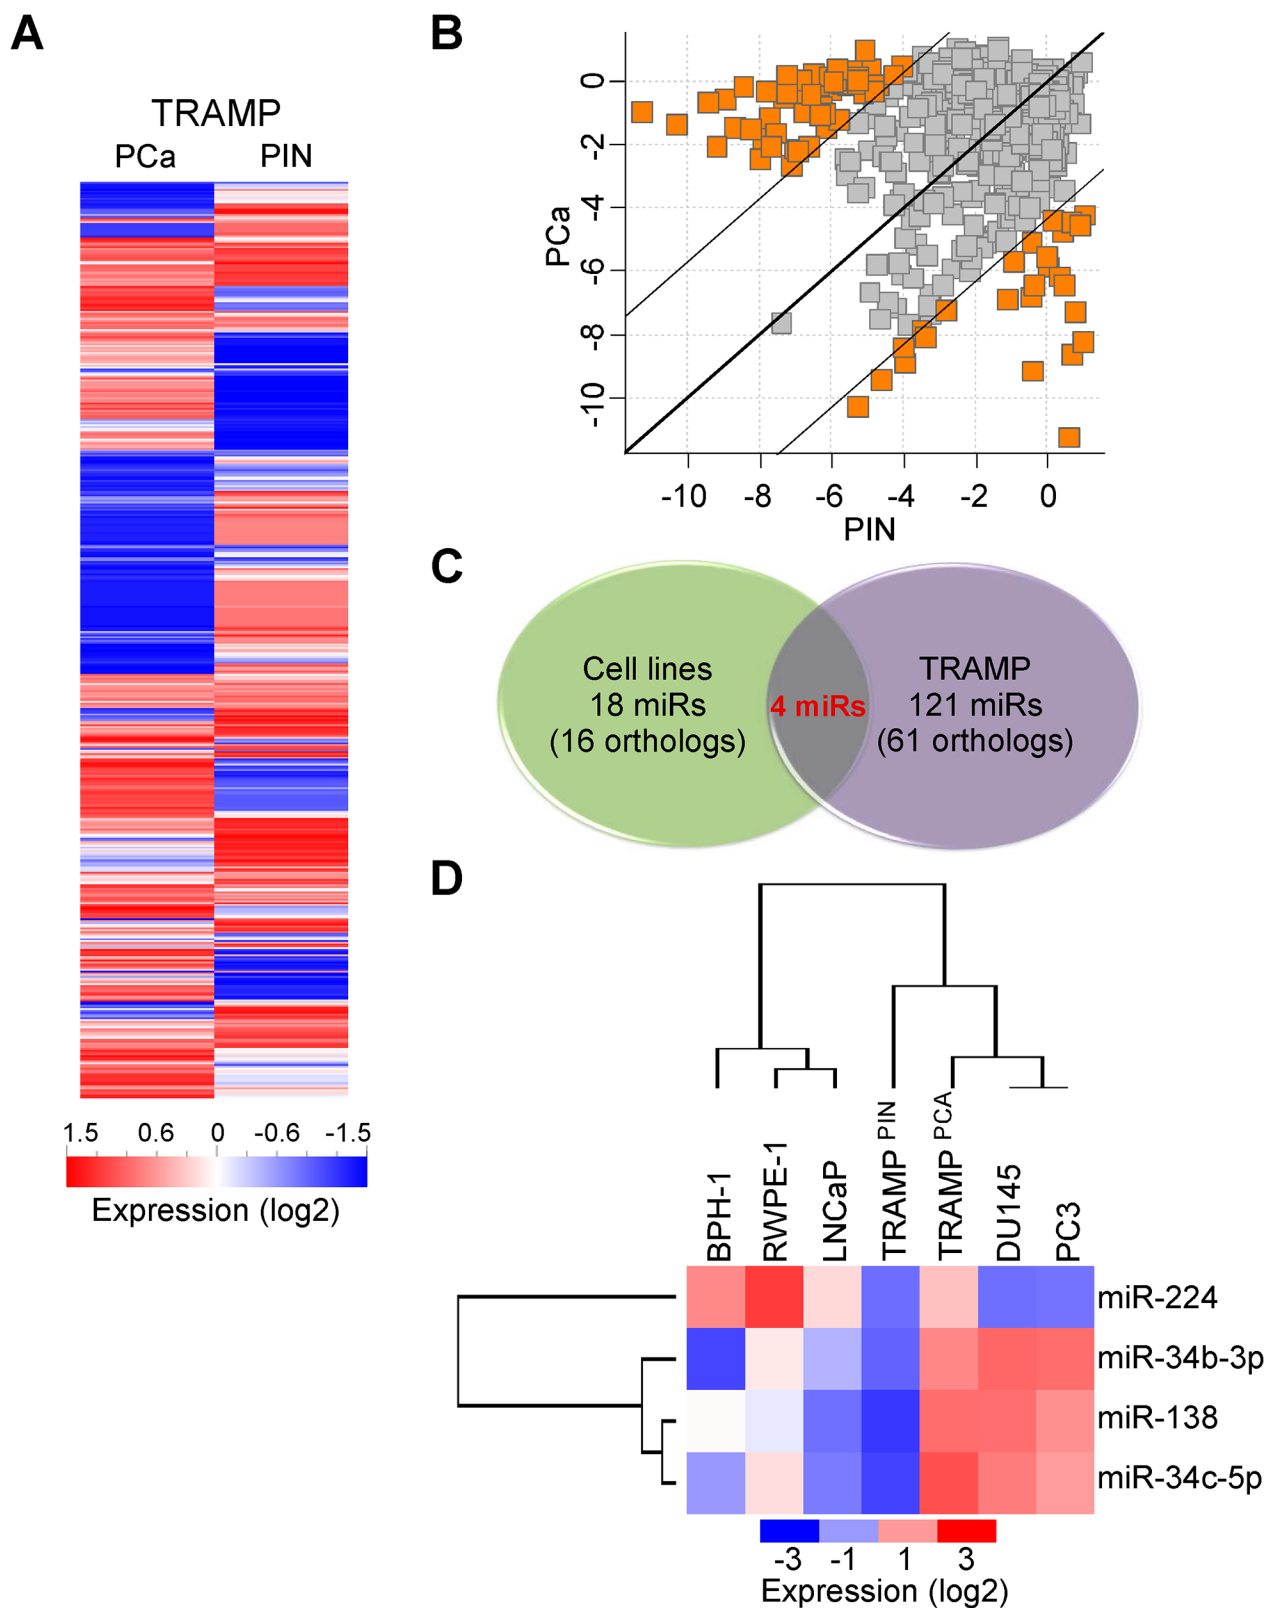 A
TRAMP
PCa PIN
1.5 0.6 0 -0.6 -1.5
Expression (log2)
B
PCa
0
-2
-4
-6
-8
-10
-10 -8 -6 -4 -2 0
PIN
C
Cell lines
18 miRs
(16 orthologs)
4 miRs
TRAMP
121 miRs
(61 orthologs)
D
BPH-1
RWPE-1
LNCaP
TRAMP PIN
TRAMP PCA
DU145
PC3
miR-224
miR-34b-3p
miR-138
miR-34c-5p
-3 -1 1 3
Expression (log2)